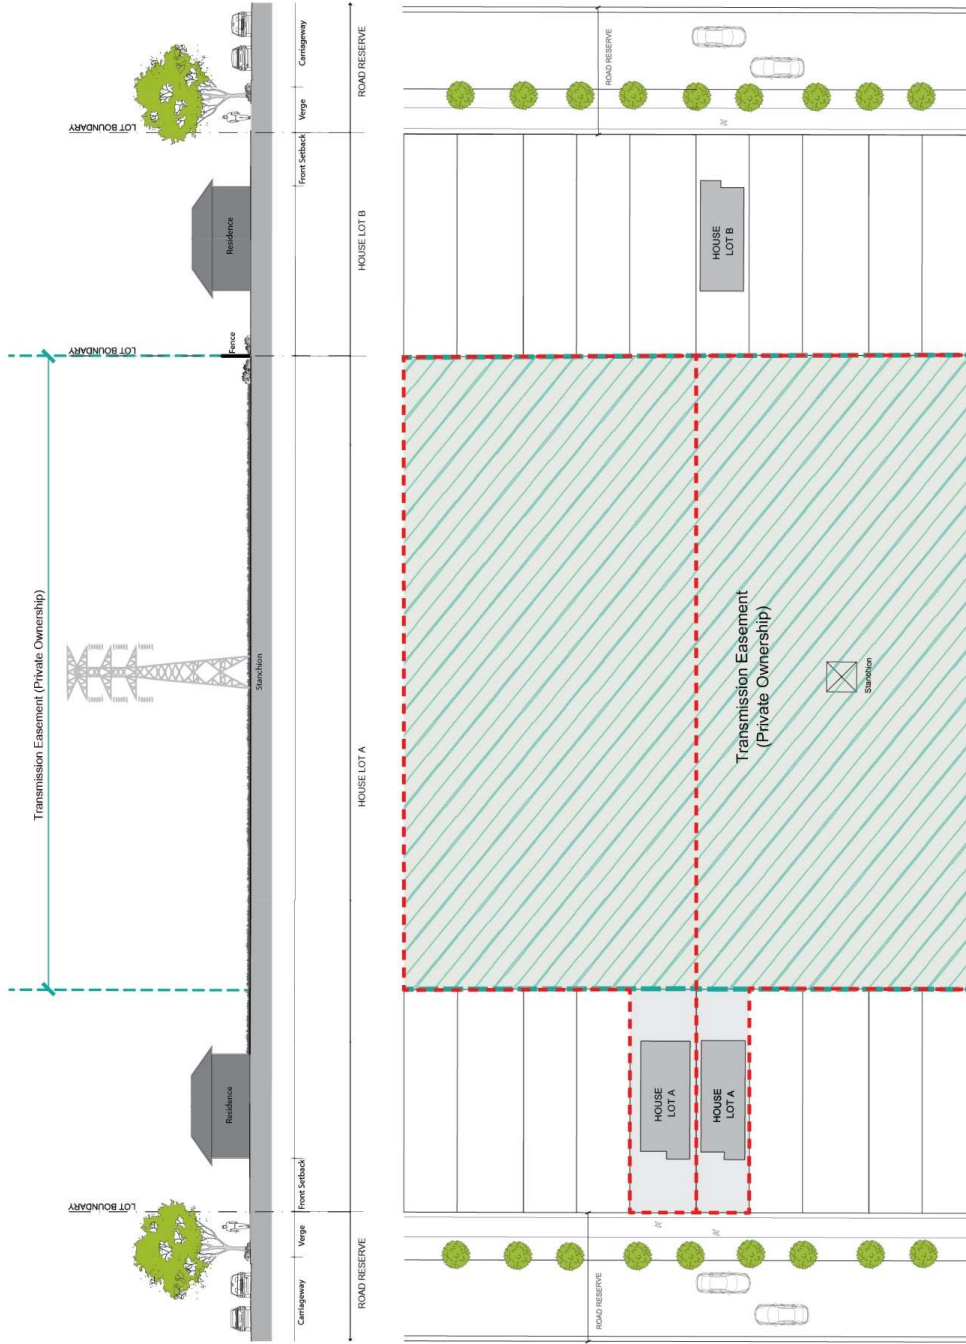 Transmission Easement (Private Ownership)
LOT BOUNDARY
LOT BOUNDARY
LOT BOUNDARY
Residence
Stanchion
Fence
Residence
Carriageway
Verge
Front Setback
Front Setback
Verge
Carriageway
ROAD RESERVE
HOUSE LOT A
HOUSE LOT B
ROAD RESERVE
ROAD RESERVE
HOUSE
LOT A
HOUSE
LOT A
Transmission Easement
(Private Ownership)
Stanchion
HOUSE
LOT B
ROAD RESERVE